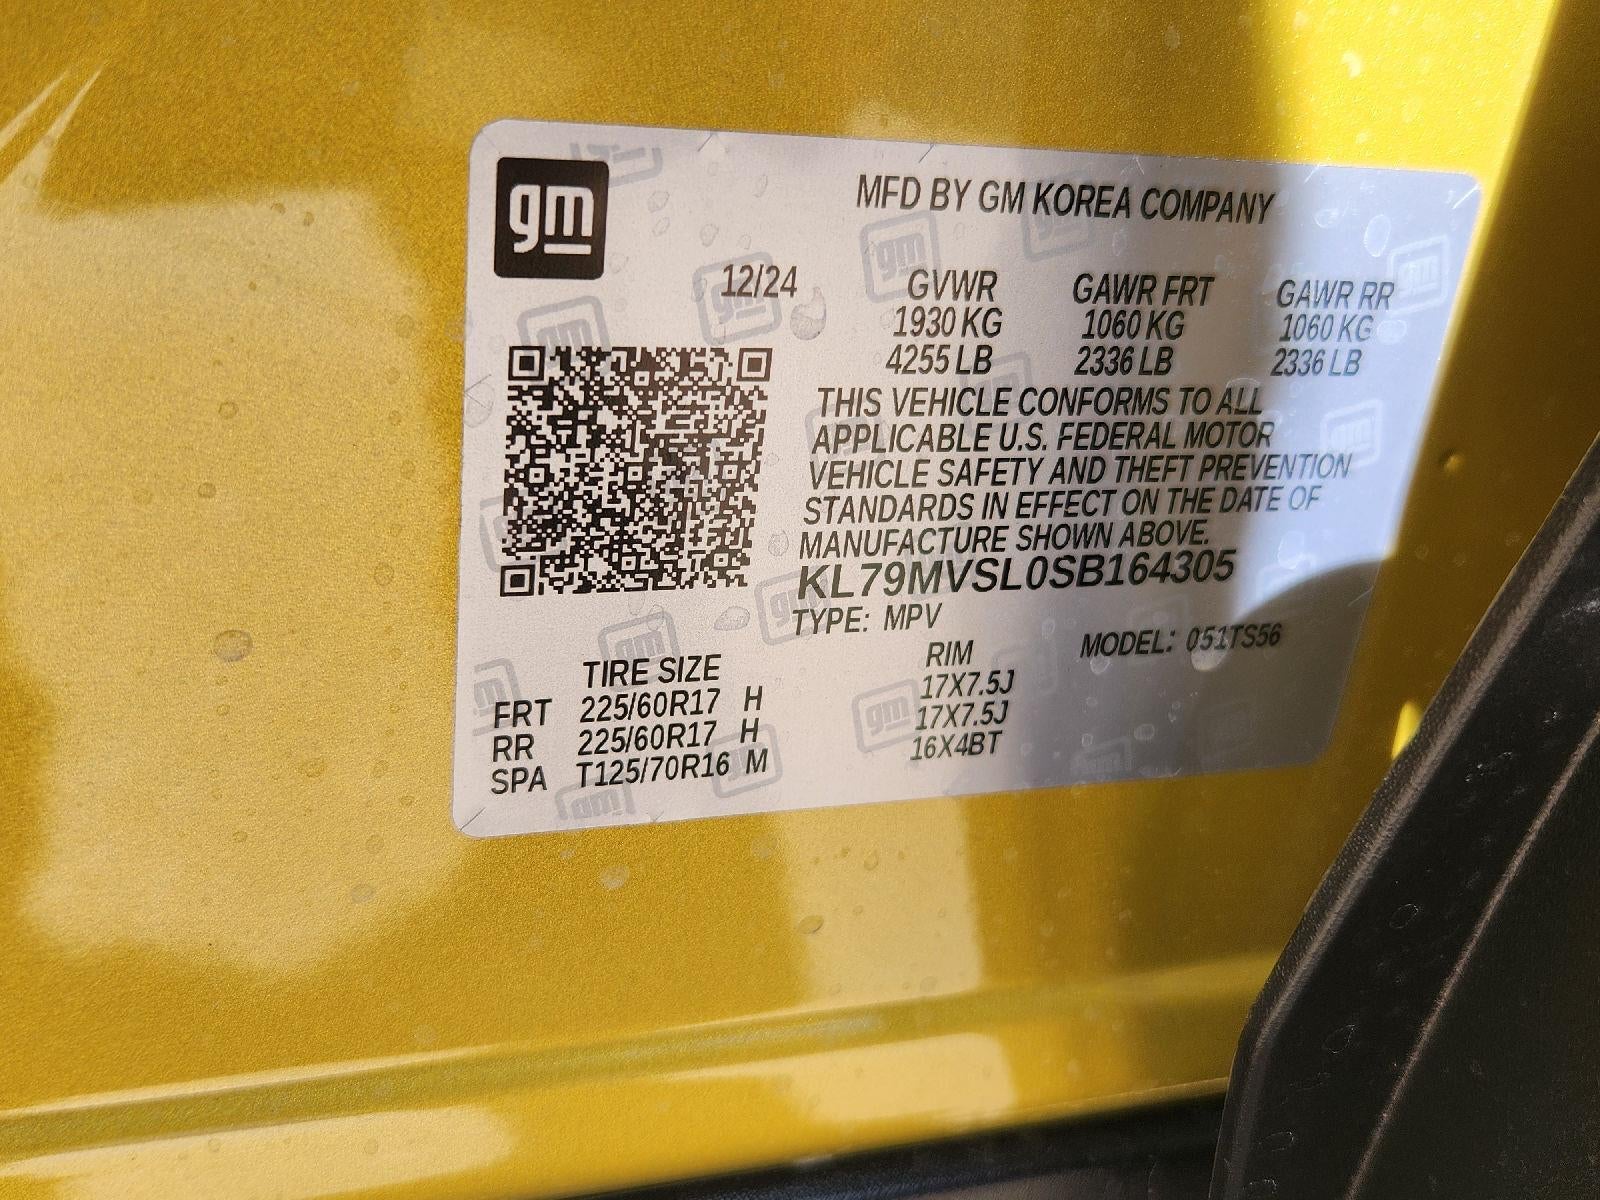 gm
MFD BY GM KOREA COMPANY
12/24 GVWR GAWR FRT GAWR RR
1930 KG 1060 KG 1060 KG
4255 LB 2336 LB 2336 LB
THIS VEHICLE CONFORMS TO ALL
APPLICABLE U.S. FEDERAL MOTOR
VEHICLE SAFETY AND THEFT PREVENTION
STANDARDS IN EFFECT ON THE DATE OF
MANUFACTURE SHOWN ABOVE.
KL79MVSL0SB164305
TYPE: MPV MODEL: 051TS56
TIRE SIZE RIM
FRT 225/60R17 H 17X7.5J
RR 225/60R17 H 17X7.5J
SPA T125/70R16 M 16X4BT